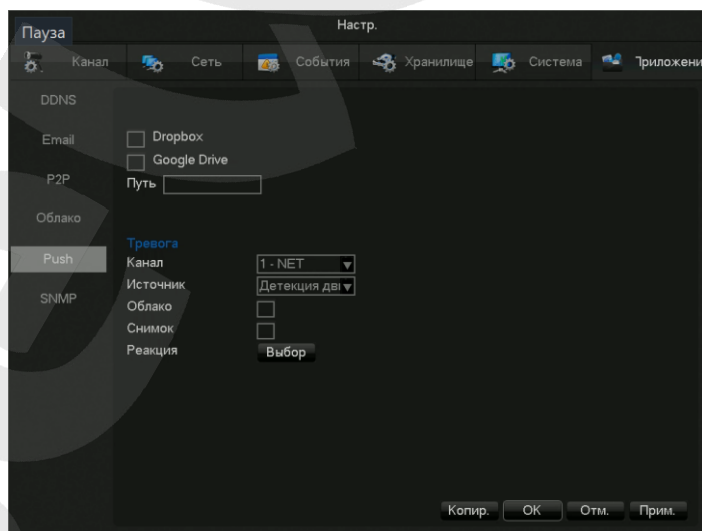 Настр.
Пауза
Канал
Сеть
События
Хранилище
Система
Приложени
DDNS
Email
P2P
Облако
Push
SNMP
Dropbox
Google Drive
Путь
Тревога
Канал 1 - NET
Источник Детекция дви
Облако
Снимок
Реакция Выбор
Копир. OK Отм. Прим.